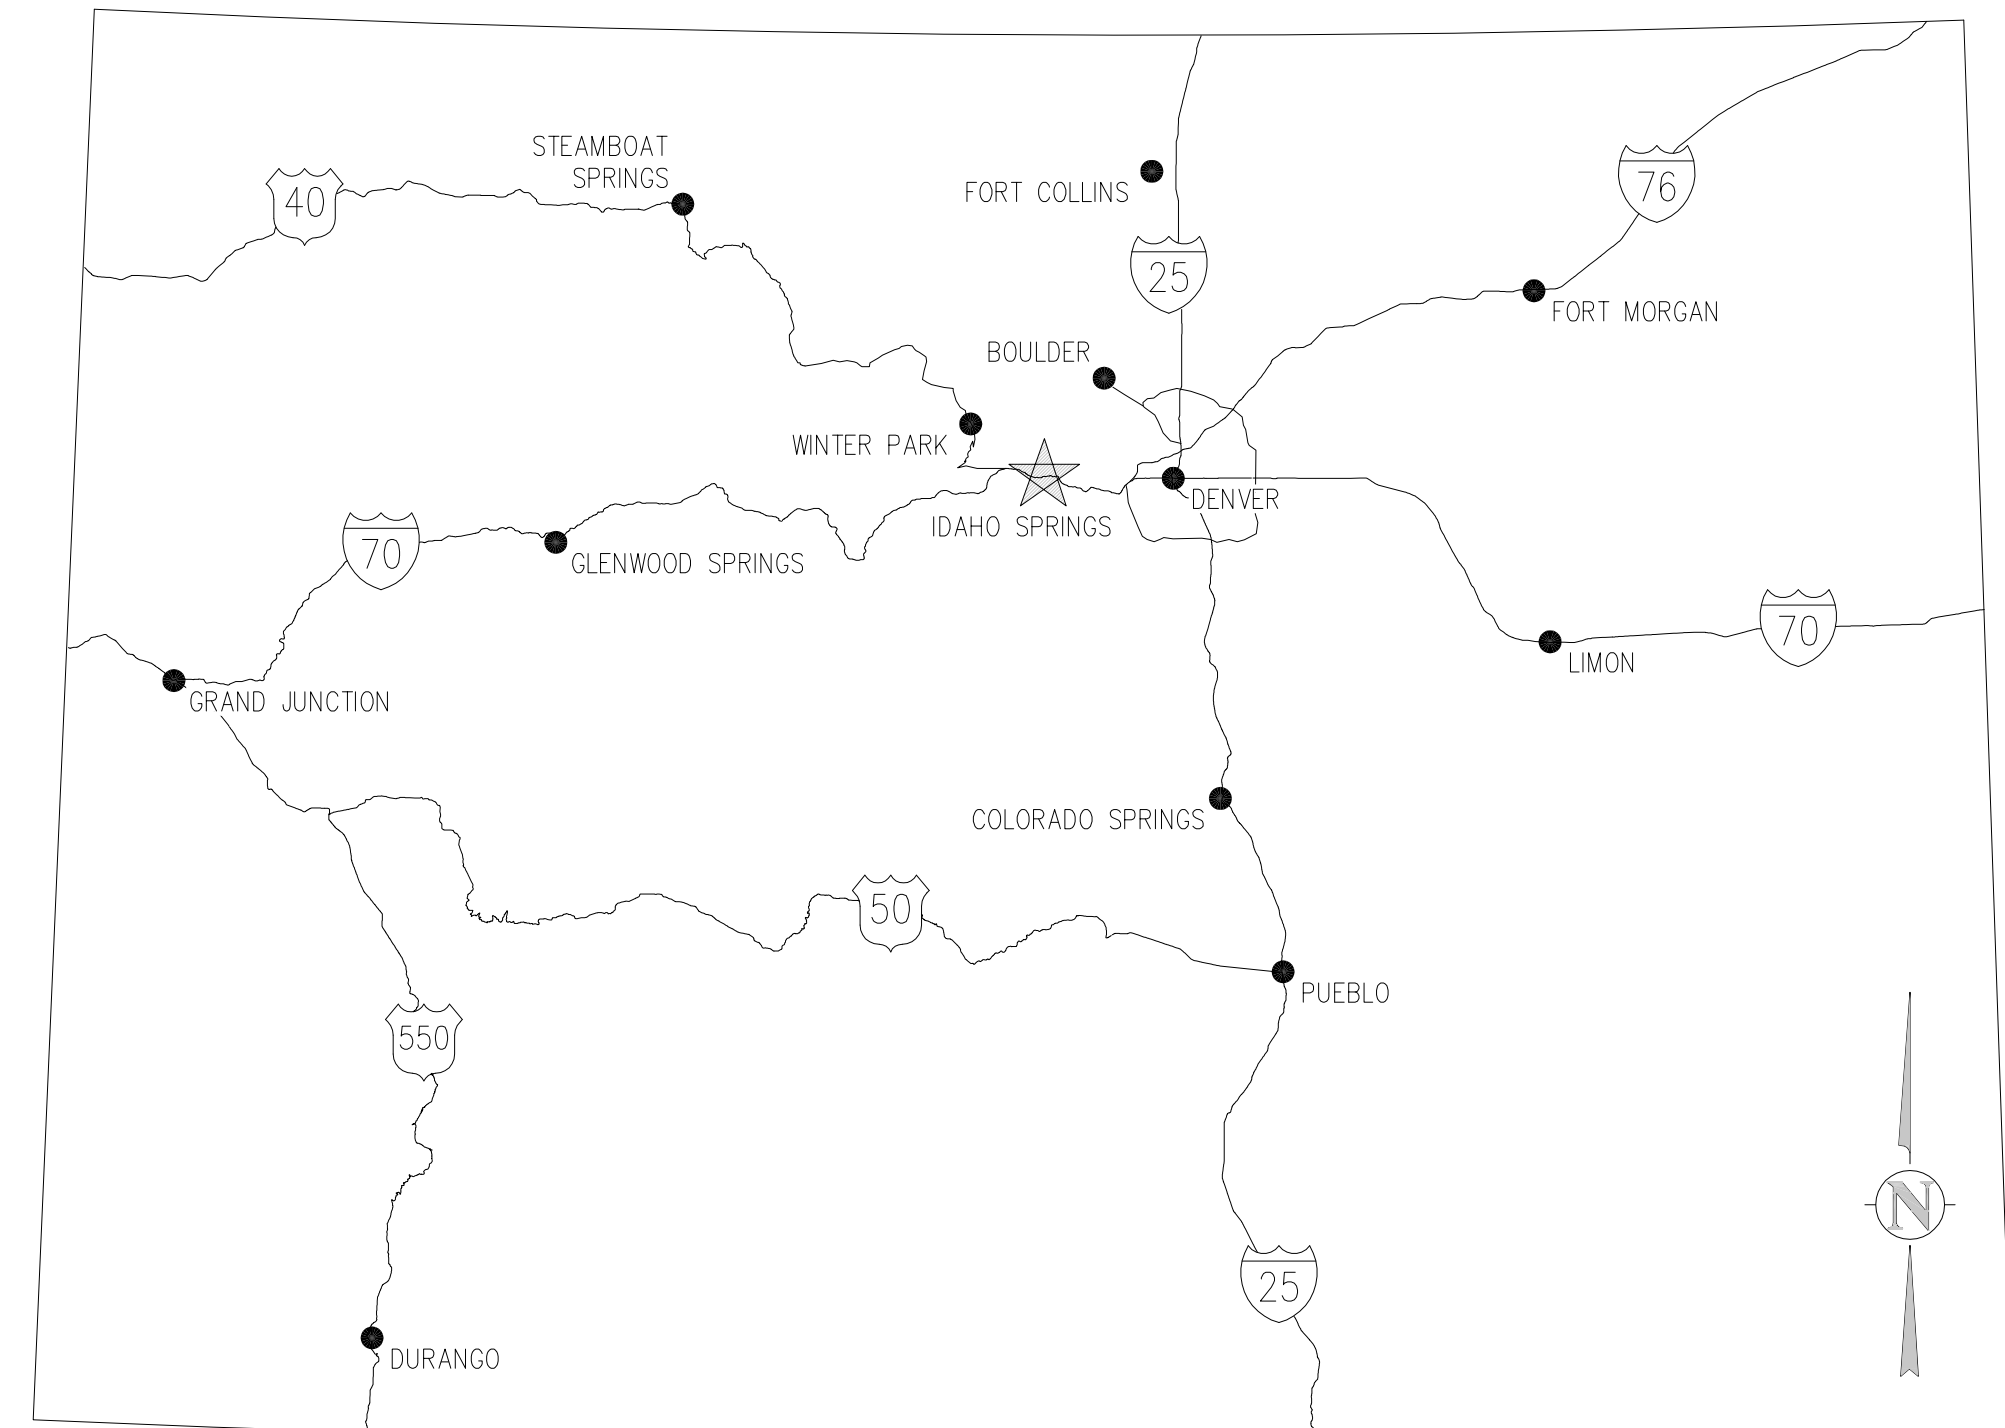 STEAMBOAT
SPRINGS
40
FORT COLLINS
76
25
FORT MORGAN
BOULDER
WINTER PARK
DENVER
IDAHO SPRINGS
70
GLENWOOD SPRINGS
70
LIMON
GRAND JUNCTION
COLORADO SPRINGS
50
PUEBLO
550
N
25
DURANGO